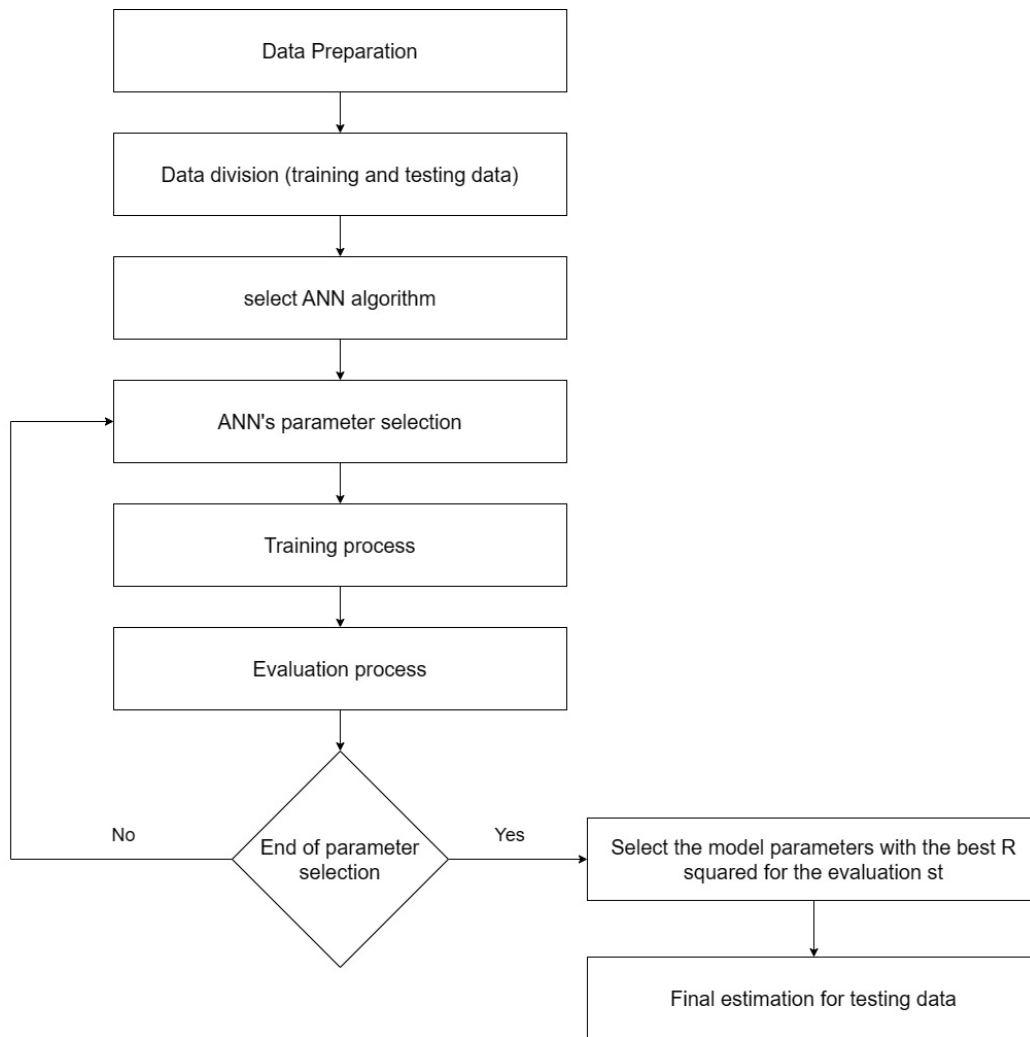 Data Preparation
Data division (training and testing data)
select ANN algorithm
ANN's parameter selection
Training process
Evaluation process
End of parameter
selection
No
Yes
Select the model parameters with the best R
squared for the evaluation st
Final estimation for testing data